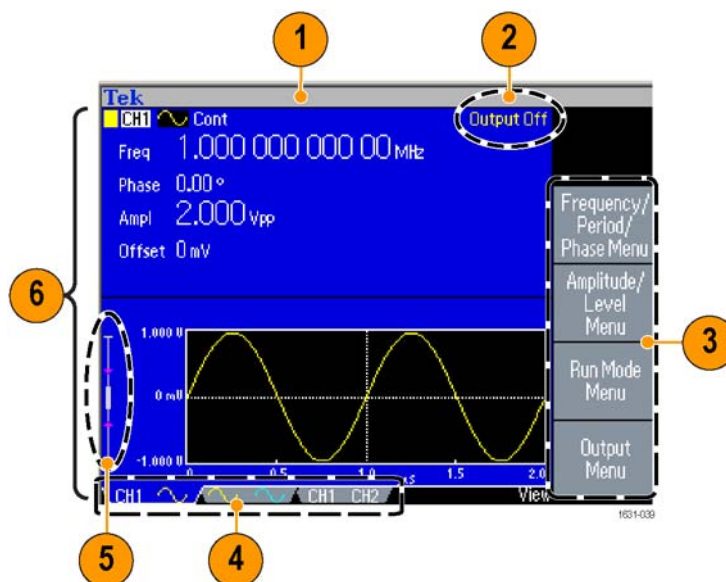 1
2
Tek
CH1 Cont
Output Off
Freq 1.000 000 000 00 MHz
Phase 0.00 °
Ampl 2.000 Vpp
Offset 0 mV
Frequency/
Period/
Phase Menu
Amplitude/
Level
Menu
Run Mode
Menu
Output
Menu
3
6
1.000 V
0 mV
-1.000 V
0.5
1.5
2.0
View
CH1
CH1 CH2
5
4
1631-039